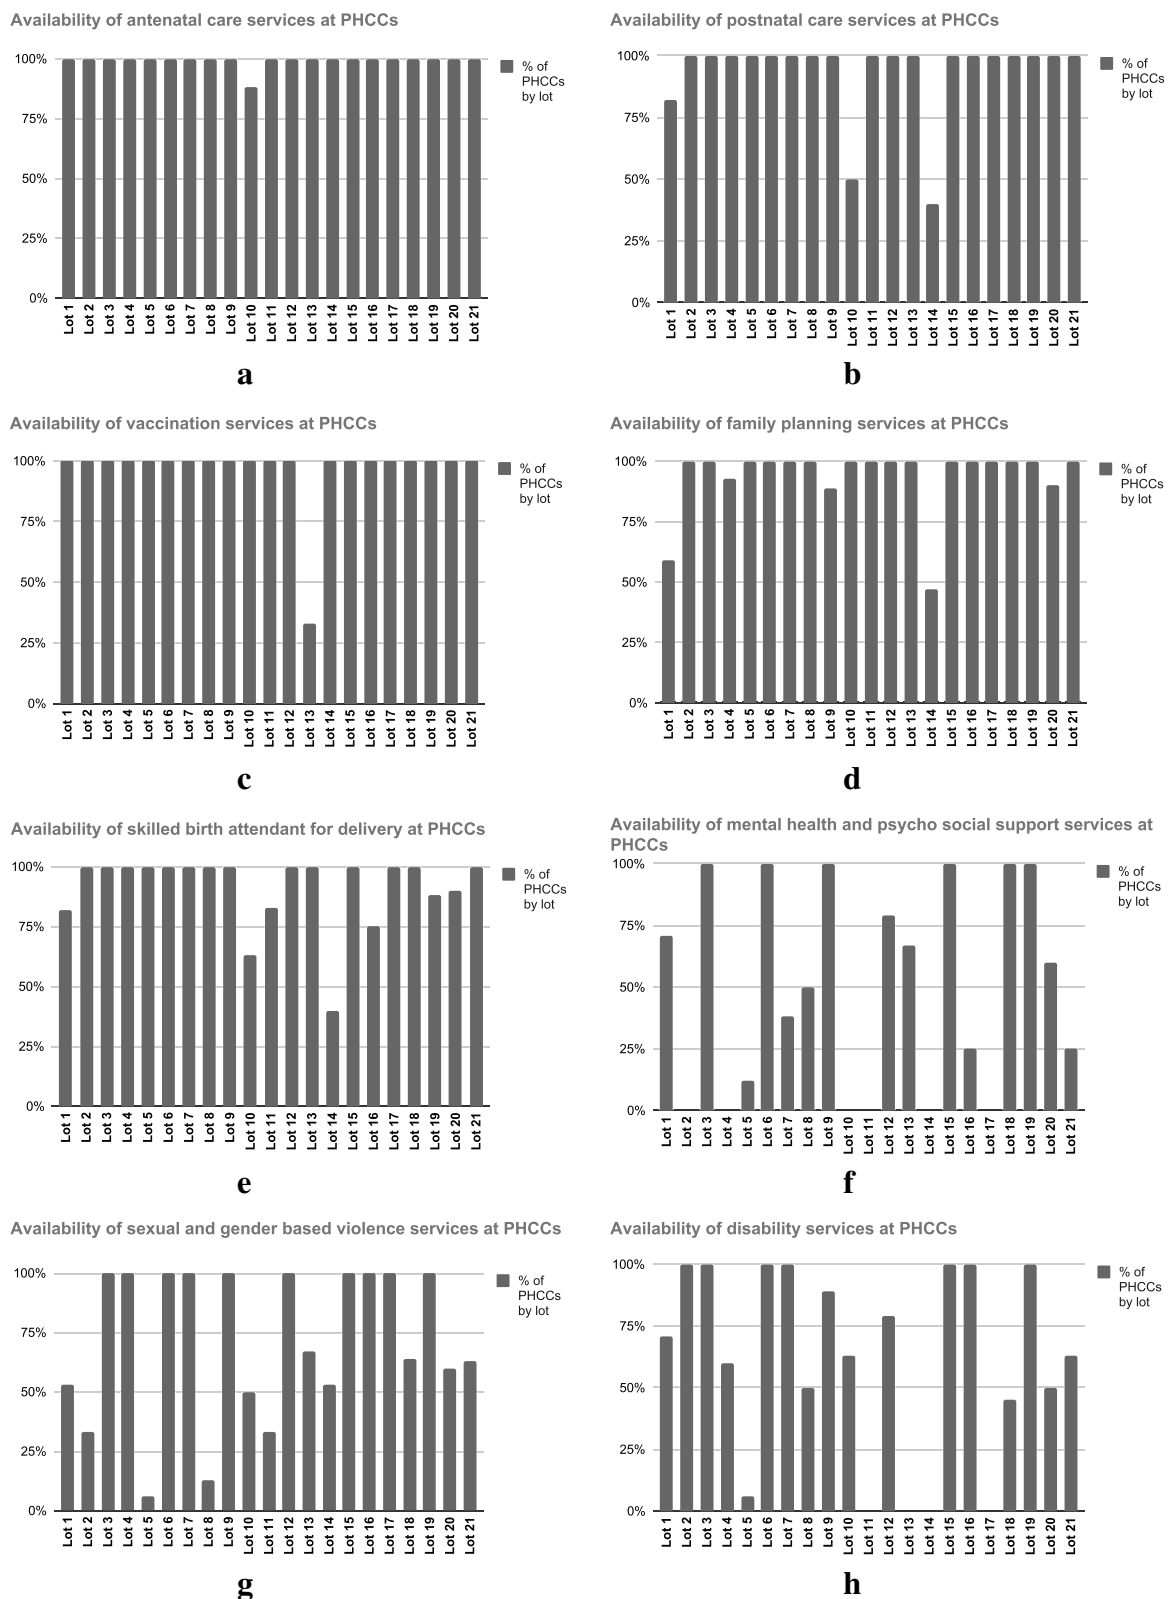 Availability of antenatal care services at PHCCs
100%
75%
50%
25%
0%
% of
PHCCs
by lot
Lot 1
Lot 2
Lot 3
Lot 4
Lot 5
Lot 6
Lot 7
Lot 8
Lot 9
Lot 10
Lot 11
Lot 12
Lot 13
Lot 14
Lot 15
Lot 16
Lot 17
Lot 18
Lot 19
Lot 20
Lot 21
a
Availability of postnatal care services at PHCCs
100%
75%
50%
25%
0%
% of
PHCCs
by lot
Lot 1
Lot 2
Lot 3
Lot 4
Lot 5
Lot 6
Lot 7
Lot 8
Lot 9
Lot 10
Lot 11
Lot 12
Lot 13
Lot 14
Lot 15
Lot 16
Lot 17
Lot 18
Lot 19
Lot 20
Lot 21
b
Availability of vaccination services at PHCCs
100%
75%
50%
25%
0%
% of
PHCCs
by lot
Lot 1
Lot 2
Lot 3
Lot 4
Lot 5
Lot 6
Lot 7
Lot 8
Lot 9
Lot 10
Lot 11
Lot 12
Lot 13
Lot 14
Lot 15
Lot 16
Lot 17
Lot 18
Lot 19
Lot 20
Lot 21
c
Availability of family planning services at PHCCs
100%
75%
50%
25%
0%
% of
PHCCs
by lot
Lot 1
Lot 2
Lot 3
Lot 4
Lot 5
Lot 6
Lot 7
Lot 8
Lot 9
Lot 10
Lot 11
Lot 12
Lot 13
Lot 14
Lot 15
Lot 16
Lot 17
Lot 18
Lot 19
Lot 20
Lot 21
d
Availability of skilled birth attendant for delivery at PHCCs
100%
75%
50%
25%
0%
% of
PHCCs
by lot
Lot 1
Lot 2
Lot 3
Lot 4
Lot 5
Lot 6
Lot 7
Lot 8
Lot 9
Lot 10
Lot 11
Lot 12
Lot 13
Lot 14
Lot 15
Lot 16
Lot 17
Lot 18
Lot 19
Lot 20
Lot 21
e
Availability of mental health and psycho social support services at
PHCCs
100%
75%
50%
25%
0%
% of
PHCCs
by lot
Lot 1
Lot 2
Lot 3
Lot 4
Lot 5
Lot 6
Lot 7
Lot 8
Lot 9
Lot 10
Lot 11
Lot 12
Lot 13
Lot 14
Lot 15
Lot 16
Lot 17
Lot 18
Lot 19
Lot 20
Lot 21
f
Availability of sexual and gender based violence services at PHCCs
100%
75%
50%
25%
0%
% of
PHCCs
by lot
Lot 1
Lot 2
Lot 3
Lot 4
Lot 5
Lot 6
Lot 7
Lot 8
Lot 9
Lot 10
Lot 11
Lot 12
Lot 13
Lot 14
Lot 15
Lot 16
Lot 17
Lot 18
Lot 19
Lot 20
Lot 21
g
Availability of disability services at PHCCs
100%
75%
50%
25%
0%
% of
PHCCs
by lot
Lot 1
Lot 2
Lot 3
Lot 4
Lot 5
Lot 6
Lot 7
Lot 8
Lot 9
Lot 10
Lot 11
Lot 12
Lot 13
Lot 14
Lot 15
Lot 16
Lot 17
Lot 18
Lot 19
Lot 20
Lot 21
h